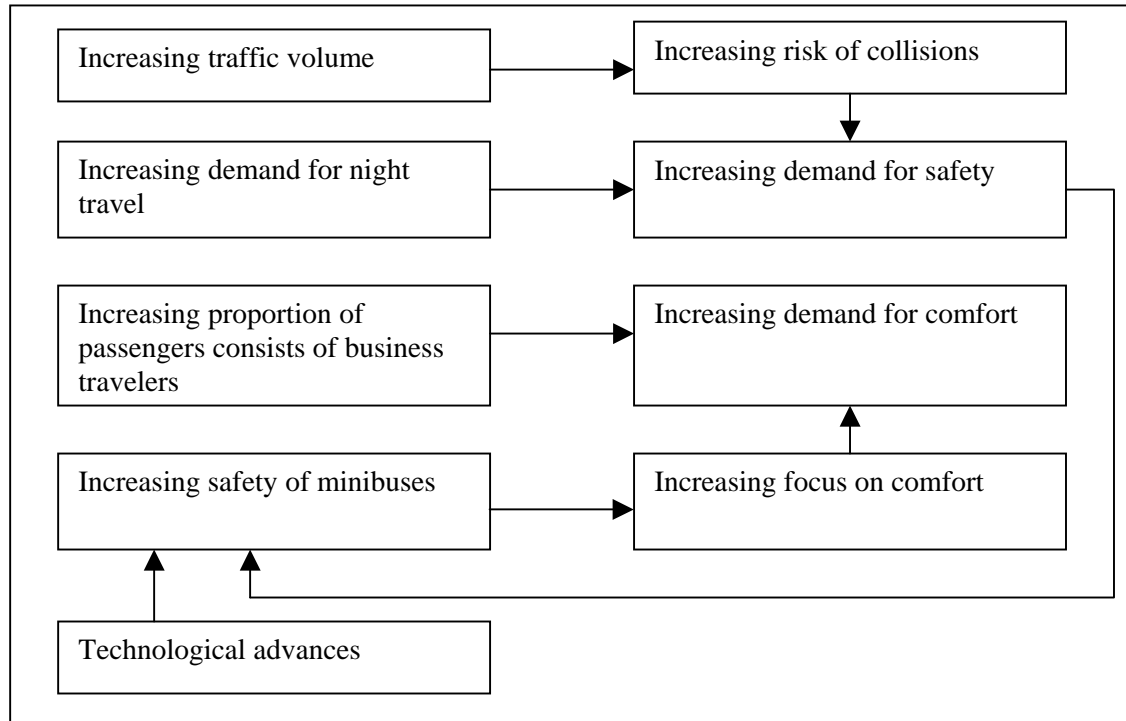 Increasing traffic volume
Increasing risk of collisions
Increasing demand for night
travel
Increasing demand for safety
Increasing proportion of
passengers consists of business
travelers
Increasing demand for comfort
Increasing safety of minibuses
Increasing focus on comfort
Technological advances